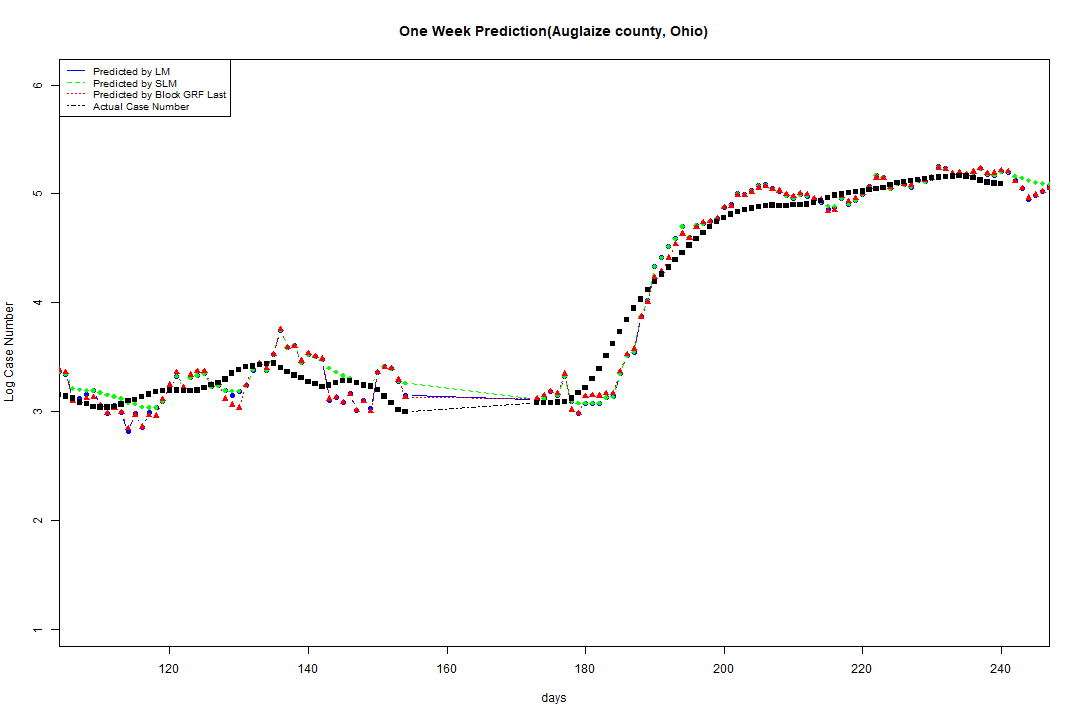 One Week Prediction(Auglaize county, Ohio)
Predicted by LM
Predicted by SLM
Predicted by Block GRF Last
Actual Case Number
6
5
4
3
2
1
Log Case Number
120 140 160 180 200 220 240
days